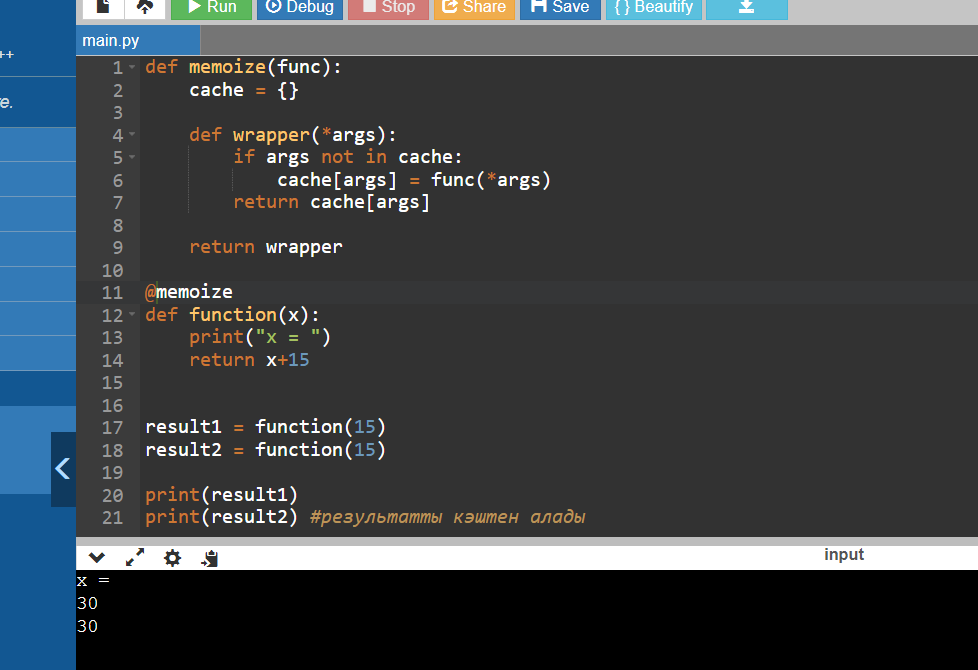 Run Debug Stop Share Save { } Beautify
main.py
++
e.
1 def memoize(func):
2 cache = {}
3
4 def wrapper(*args):
5 if args not in cache:
6 cache[args] = func(*args)
7 return cache[args]
8
9 return wrapper
10
11 @memoize
12 def function(x):
13 print("x = ")
14 return x+15
15
16
17 result1 = function(15)
18 result2 = function(15)
19
20 print(result1)
21 print(result2) #результатты кэштен алады
input
x =
30
30